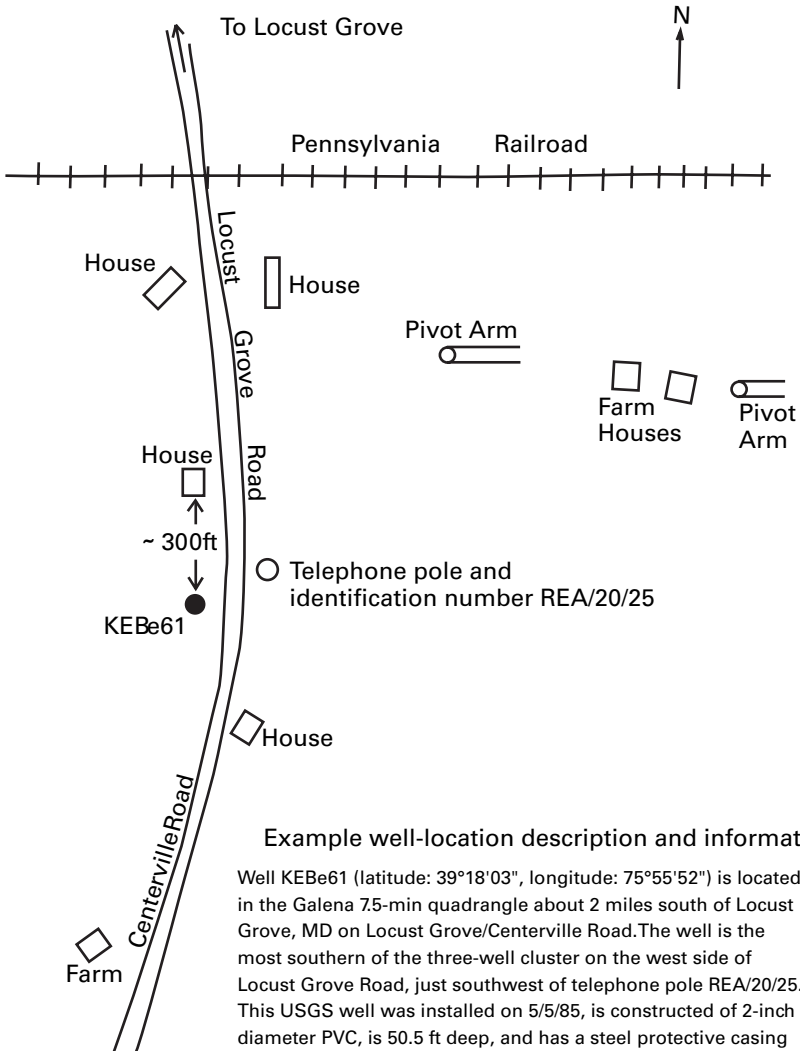 To Locust Grove
N
Pennsylvania Railroad
Locust
Grove
Road
House
House
Pivot Arm
Farm
Houses
Pivot
Arm
House
~ 300ft
Telephone pole and
identification number REA/20/25
KEBe61
House
CentervilleRoad
Farm
Example well-location description and informat
Well KEBe61 (latitude: 39°18'03", longitude: 75°55'52") is located
in the Galena 7.5-min quadrangle about 2 miles south of Locust
Grove, MD on Locust Grove/Centerville Road.The well is the
most southern of the three-well cluster on the west side of
Locust Grove Road, just southwest of telephone pole REA/20/25.
This USGS well was installed on 5/5/85, is constructed of 2-inch
diameter PVC, is 50.5 ft deep, and has a steel protective casing